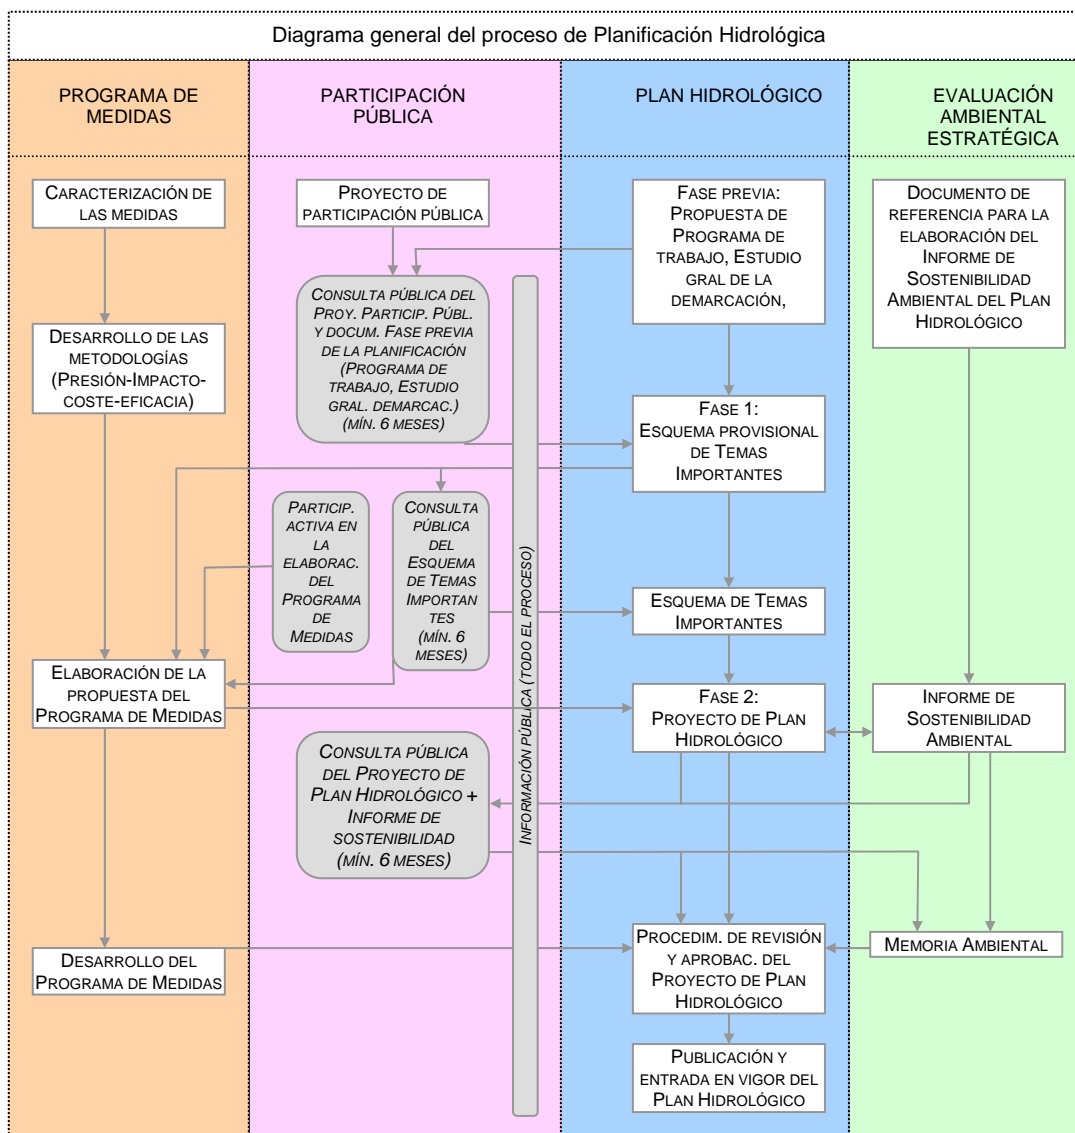 Diagrama general del proceso de Planificación Hidrológica
PROGRAMA DE
MEDIDAS
PARTICIPACIÓN
PÚBLICA
PLAN HIDROLÓGICO
EVALUACIÓN
AMBIENTAL
ESTRATÉGICA
CARACTERIZACIÓN DE
LAS MEDIDAS
DESARROLLO DE LAS
METODOLOGÍAS
(PRESIÓN-IMPACTO-
COSTE-EFICACIA)
ELABORACIÓN DE LA
PROPUESTA DEL
PROGRAMA DE MEDIDAS
DESARROLLO DEL
PROGRAMA DE MEDIDAS
PROYECTO DE
PARTICIPACIÓN PÚBLICA
CONSULTA PÚBLICA DEL
PROY. PARTICIP. PÚBL.
Y DOCUM. FASE PREVIA
DE LA PLANIFICACIÓN
(PROGRAMA DE
TRABAJO, ESTUDIO
GRAL. DEMARCAC.)
(MÍN. 6 MESES)
PARTICIP.
ACTIVA EN
LA
ELABORAC.
DEL
PROGRAMA
DE
MEDIDAS
CONSULTA
PÚBLICA
DEL
ESQUEMA
DE TEMAS
IMPORTAN
TES
(MÍN. 6
MESES)
CONSULTA PÚBLICA
DEL PROYECTO DE
PLAN HIDROLÓGICO +
INFORME DE
SOSTENIBILIDAD
(MÍN. 6 MESES)
INFORMACIÓN PÚBLICA (TODO EL PROCESO)
FASE PREVIA:
PROPUESTA DE
PROGRAMA DE
TRABAJO, ESTUDIO
GRAL DE LA
DEMARCACIÓN,
FASE 1:
ESQUEMA PROVISIONAL
DE TEMAS
IMPORTANTES
ESQUEMA DE TEMAS
IMPORTANTES
FASE 2:
PROYECTO DE PLAN
HIDROLÓGICO
PROCEDIM. DE REVISIÓN
Y APROBAC. DEL
PROYECTO DE PLAN
HIDROLÓGICO
PUBLICACIÓN Y
ENTRADA EN VIGOR DEL
PLAN HIDROLÓGICO
DOCUMENTO DE
REFERENCIA PARA LA
ELABORACIÓN DEL
INFORME DE
SOSTENIBILIDAD
AMBIENTAL DEL PLAN
HIDROLÓGICO
INFORME DE
SOSTENIBILIDAD
AMBIENTAL
MEMORIA AMBIENTAL